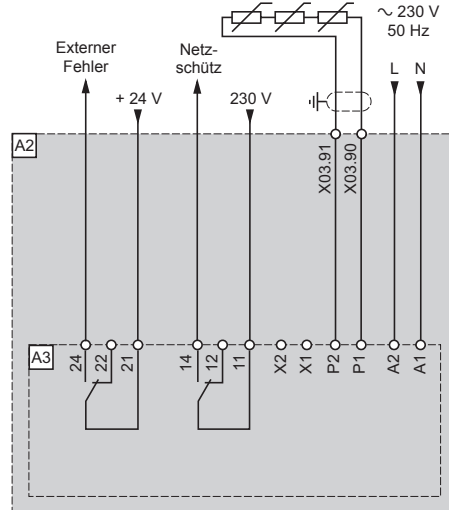 ∼ 230 V
50 Hz
Externer
Fehler
Netz-
schütz
+ 24 V
230 V
L
N
A2
X03.91
X03.90
A3
24
22
21
14
12
11
X2
X1
P2
P1
A2
A1